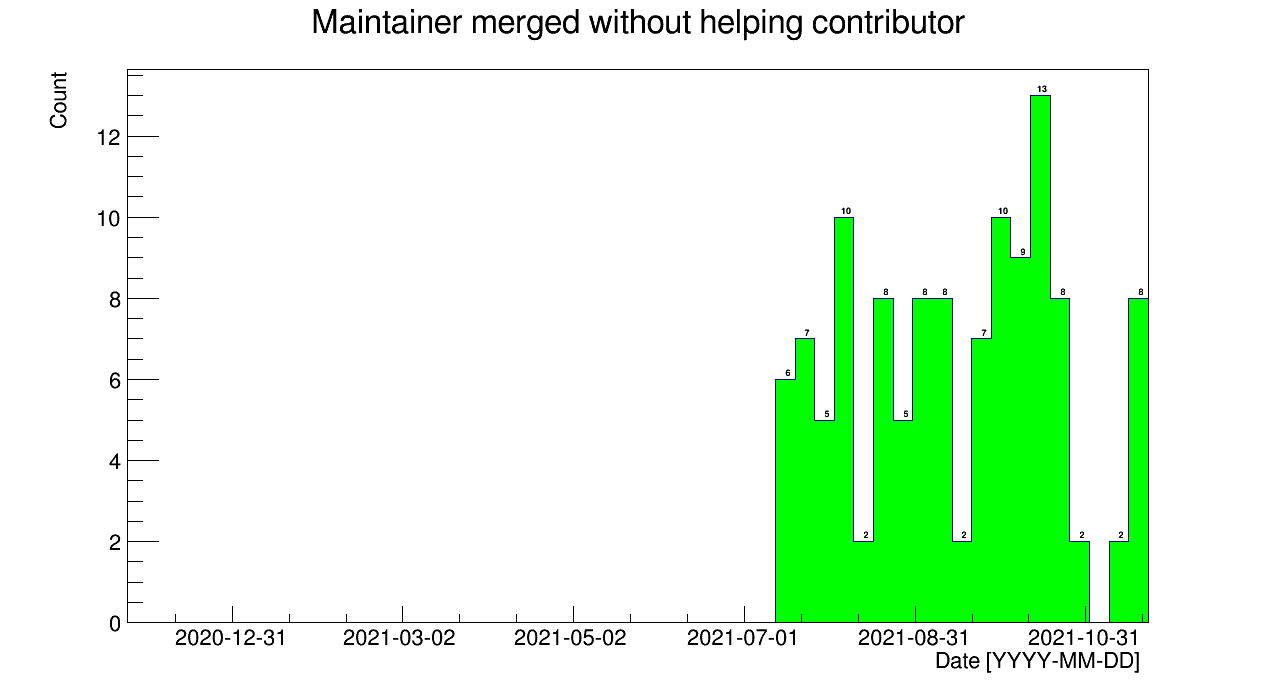 Maintainer merged without helping contributor
Count
12
10
8
6
4
2
0
6 7 5 10 2 8 5 8 8 2 7 10 9 13 8 2 2 8
2020-12-31 2021-03-02 2021-05-02 2021-07-01 2021-08-31 2021-10-31
Date [YYYY-MM-DD]